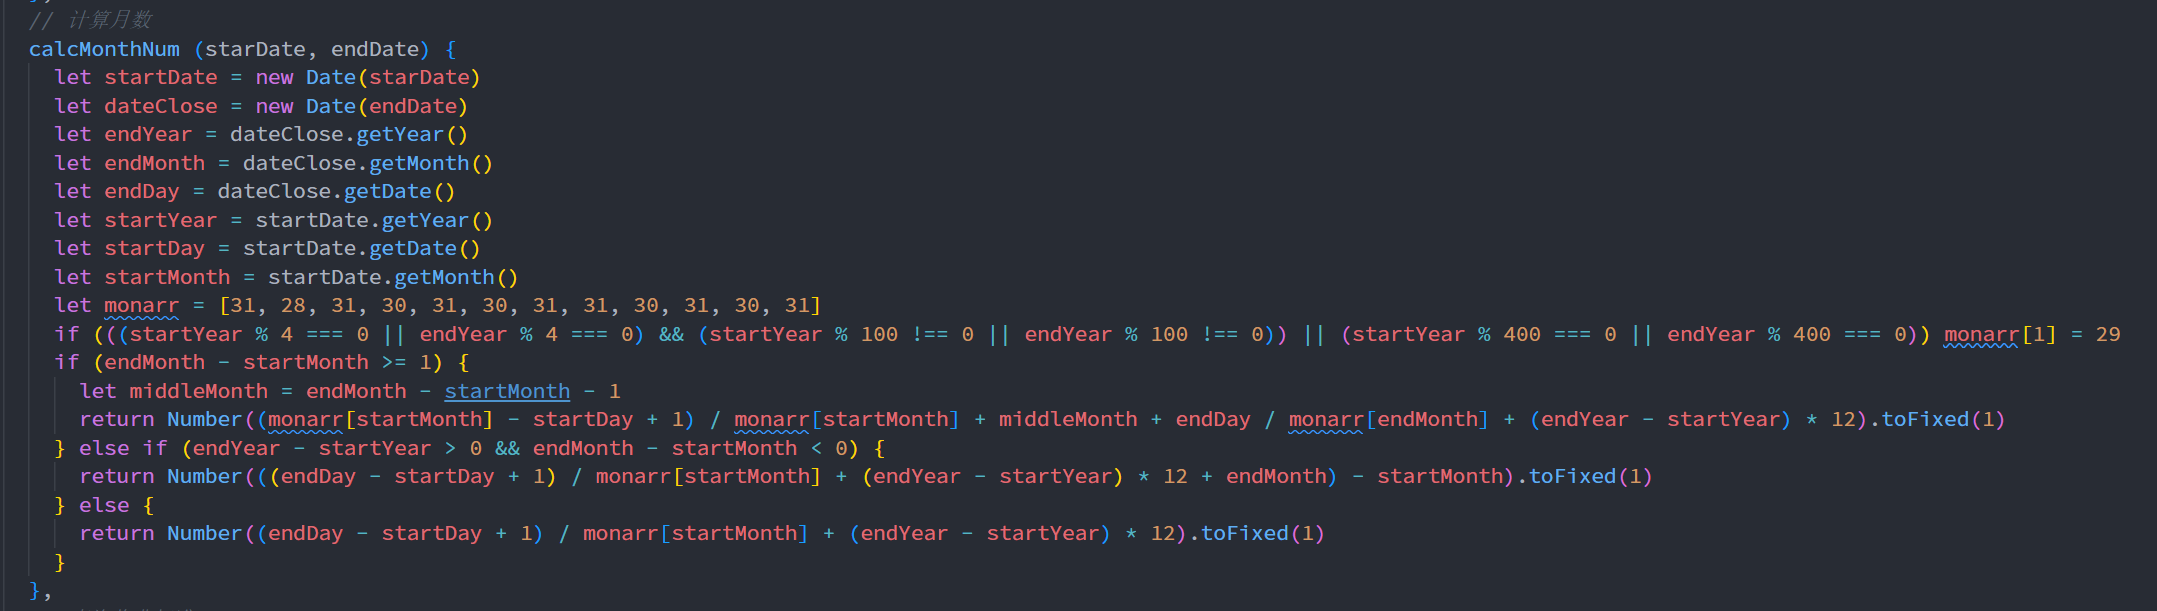 // 计算月数
calcMonthNum (starDate, endDate) {
let startDate = new Date(starDate)
let dateClose = new Date(endDate)
let endYear = dateClose.getYear()
let endMonth = dateClose.getMonth()
let endDay = dateClose.getDate()
let startYear = startDate.getYear()
let startDay = startDate.getDate()
let startMonth = startDate.getMonth()
let monarr = [31, 28, 31, 30, 31, 30, 31, 31, 30, 31, 30, 31]
if (((startYear % 4 === 0 || endYear % 4 === 0) && (startYear % 100 !== 0 || endYear % 100 !== 0)) || (startYear % 400 === 0 || endYear % 400 === 0)) monarr[1] = 29
if (endMonth - startMonth >= 1) {
let middleMonth = endMonth - startMonth - 1
return Number((monarr[startMonth] - startDay + 1) / monarr[startMonth] + middleMonth + endDay / monarr[endMonth] + (endYear - startYear) * 12).toFixed(1)
} else if (endYear - startYear > 0 && endMonth - startMonth < 0) {
return Number(((endDay - startDay + 1) / monarr[startMonth] + (endYear - startYear) * 12 + endMonth) - startMonth).toFixed(1)
} else {
return Number((endDay - startDay + 1) / monarr[startMonth] + (endYear - startYear) * 12).toFixed(1)
}
},